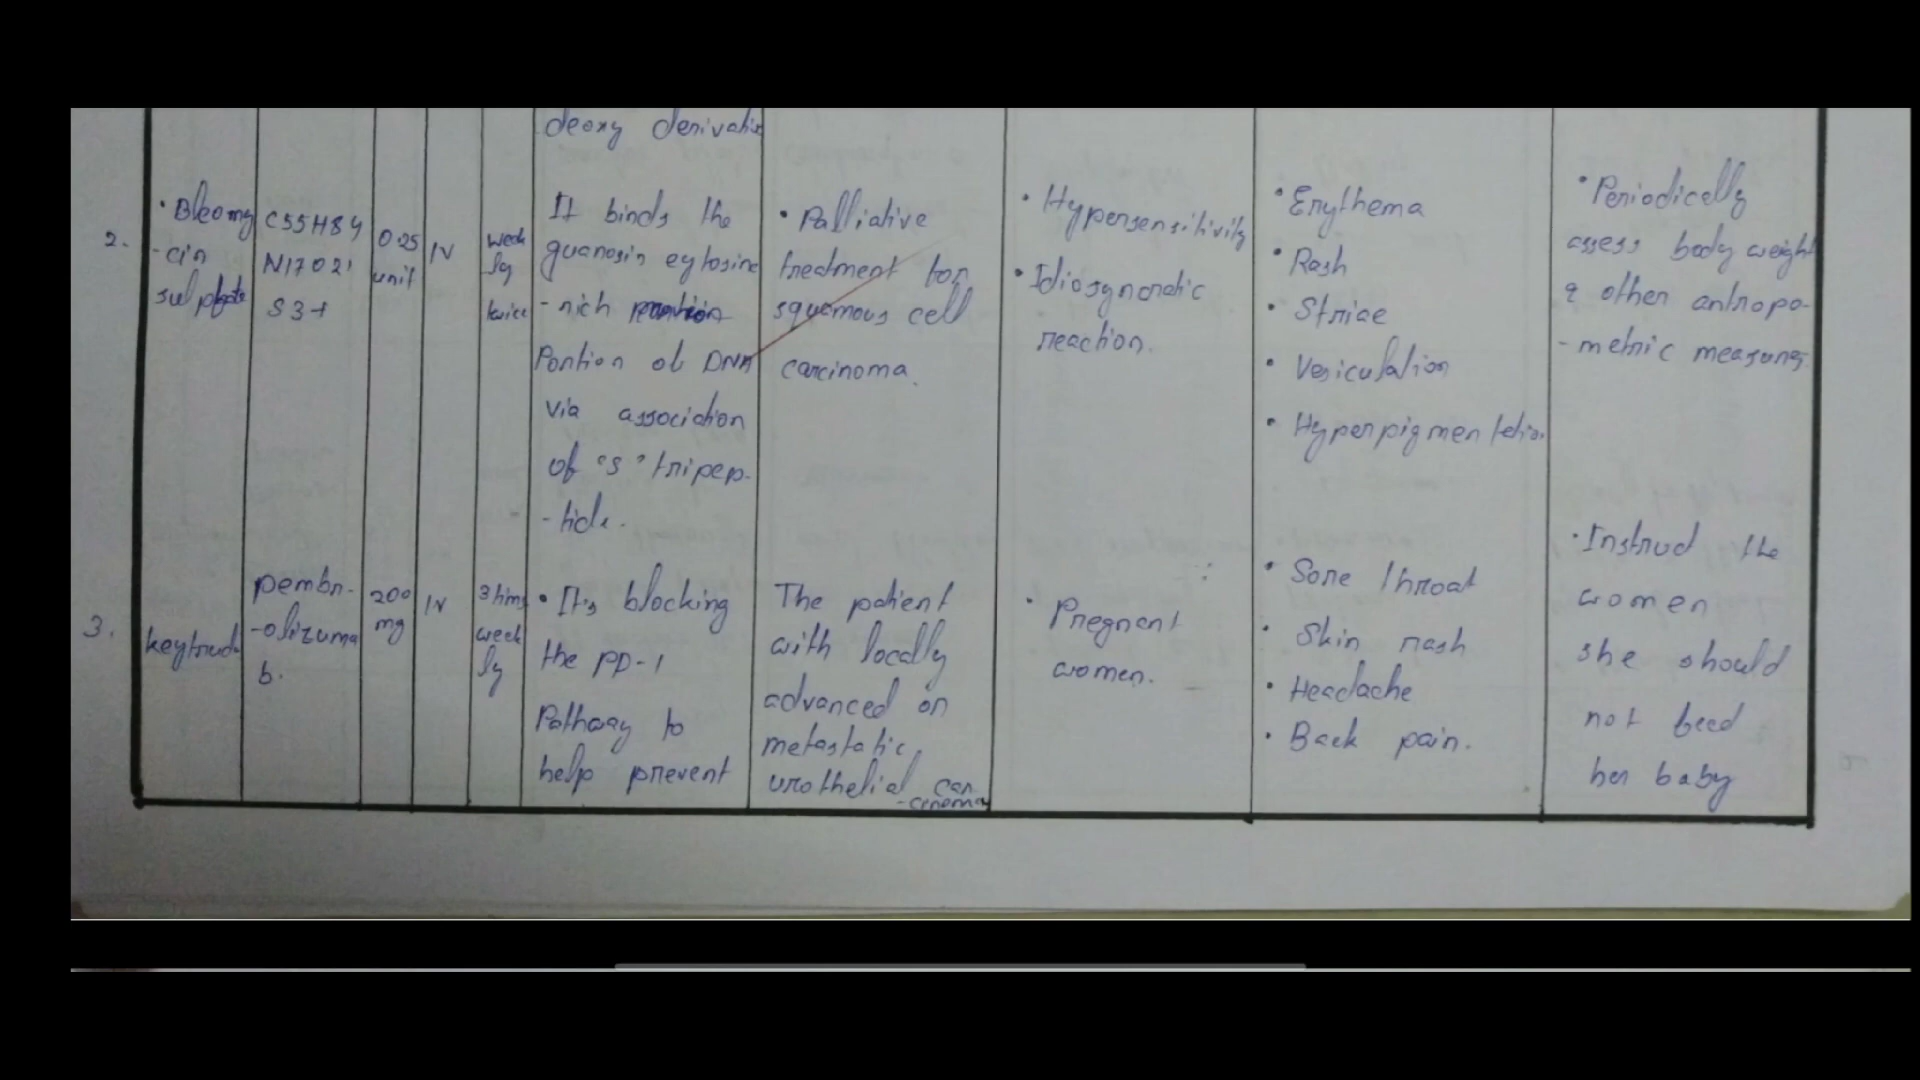 deoxy derivativ
2.
• Bleomy
-cin
sulphate
C55H84
N17O21
S3+
025
unit
IV
week
ly
twice
It binds the
guanosin cytosine
-rich
Portion of DNA
via association
of "S" tripep-
-tide.
• Palliative
treatment for
squamous cell
carcinoma.
• Hypersensitivity
• Idiosyncratic
reaction.
• Erythema
• Rash
• Striae
• Vesiculation
• Hyperpigmentation
• Periodically
assess body weight
& other antropo-
-metric measures.
3.
keytruda
pembr-
-olizuma
b.
200
mg
IV
3 times
week
ly
• It's blocking
the PD-1
Pathway to
help prevent
The patient
with locally
advanced or
metastatic,
urothelial car-
-cinoma
• Pregnent
women.
• Sore throat
• Skin rash
• Headache
• Back pain.
• Instrud the
women
she should
not feed
her baby